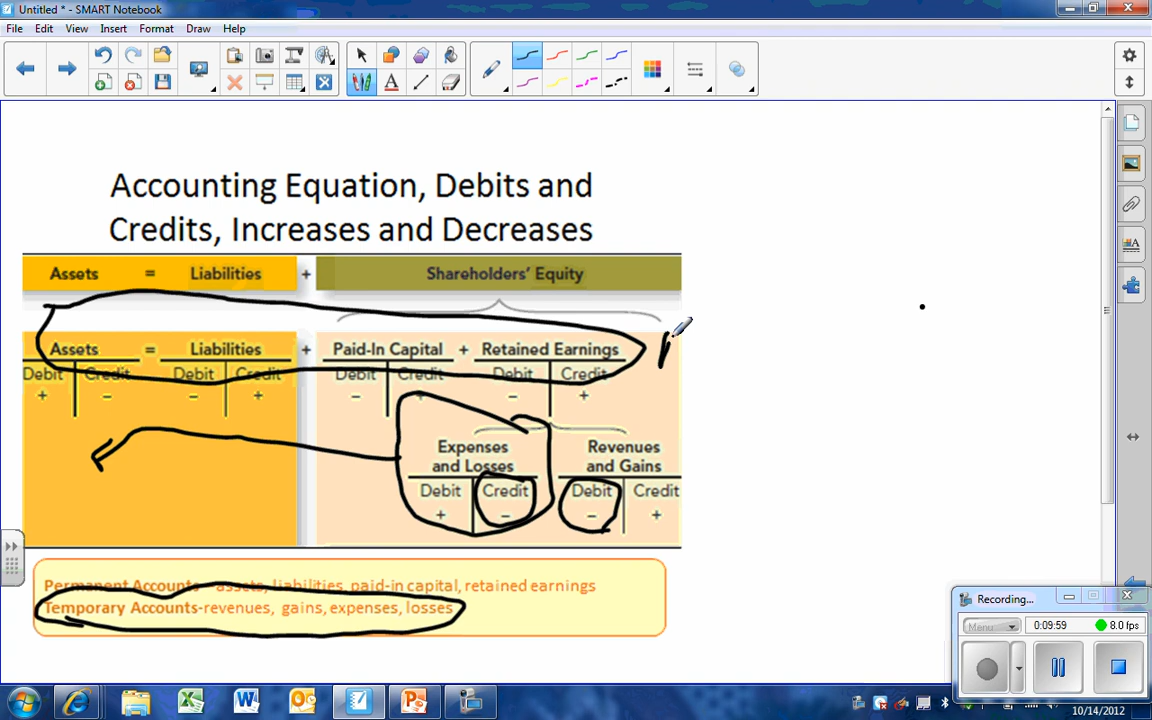 Untitled * - SMART Notebook
File Edit View Insert Format Draw Help
Accounting Equation, Debits and
Credits, Increases and Decreases
Assets = Liabilities + Shareholders' Equity
Assets = Liabilities + Paid-In Capital + Retained Earnings
Debit Credit Debit Credit Debit Credit Debit Credit
+ − − + − + − +
Expenses and Losses
Revenues and Gains
Debit Credit Debit Credit
+ − − +
Permanent Accounts - assets, liabilities, paid-in capital, retained earnings
Temporary Accounts-revenues, gains, expenses, losses
Recording...
Menu
0:09:59
8.0 fps
10/14/2012